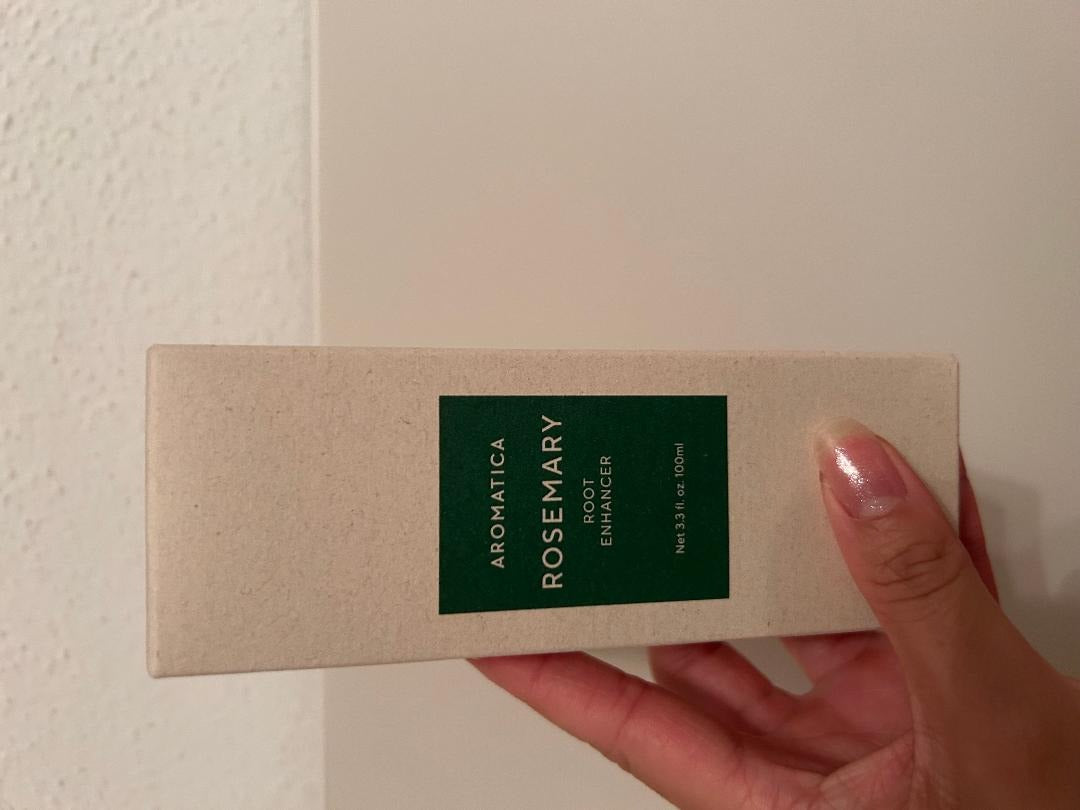 AROMATICA
ROSEMARY
ROOT
ENHANCER
Net 3.3 fl. oz. 100ml